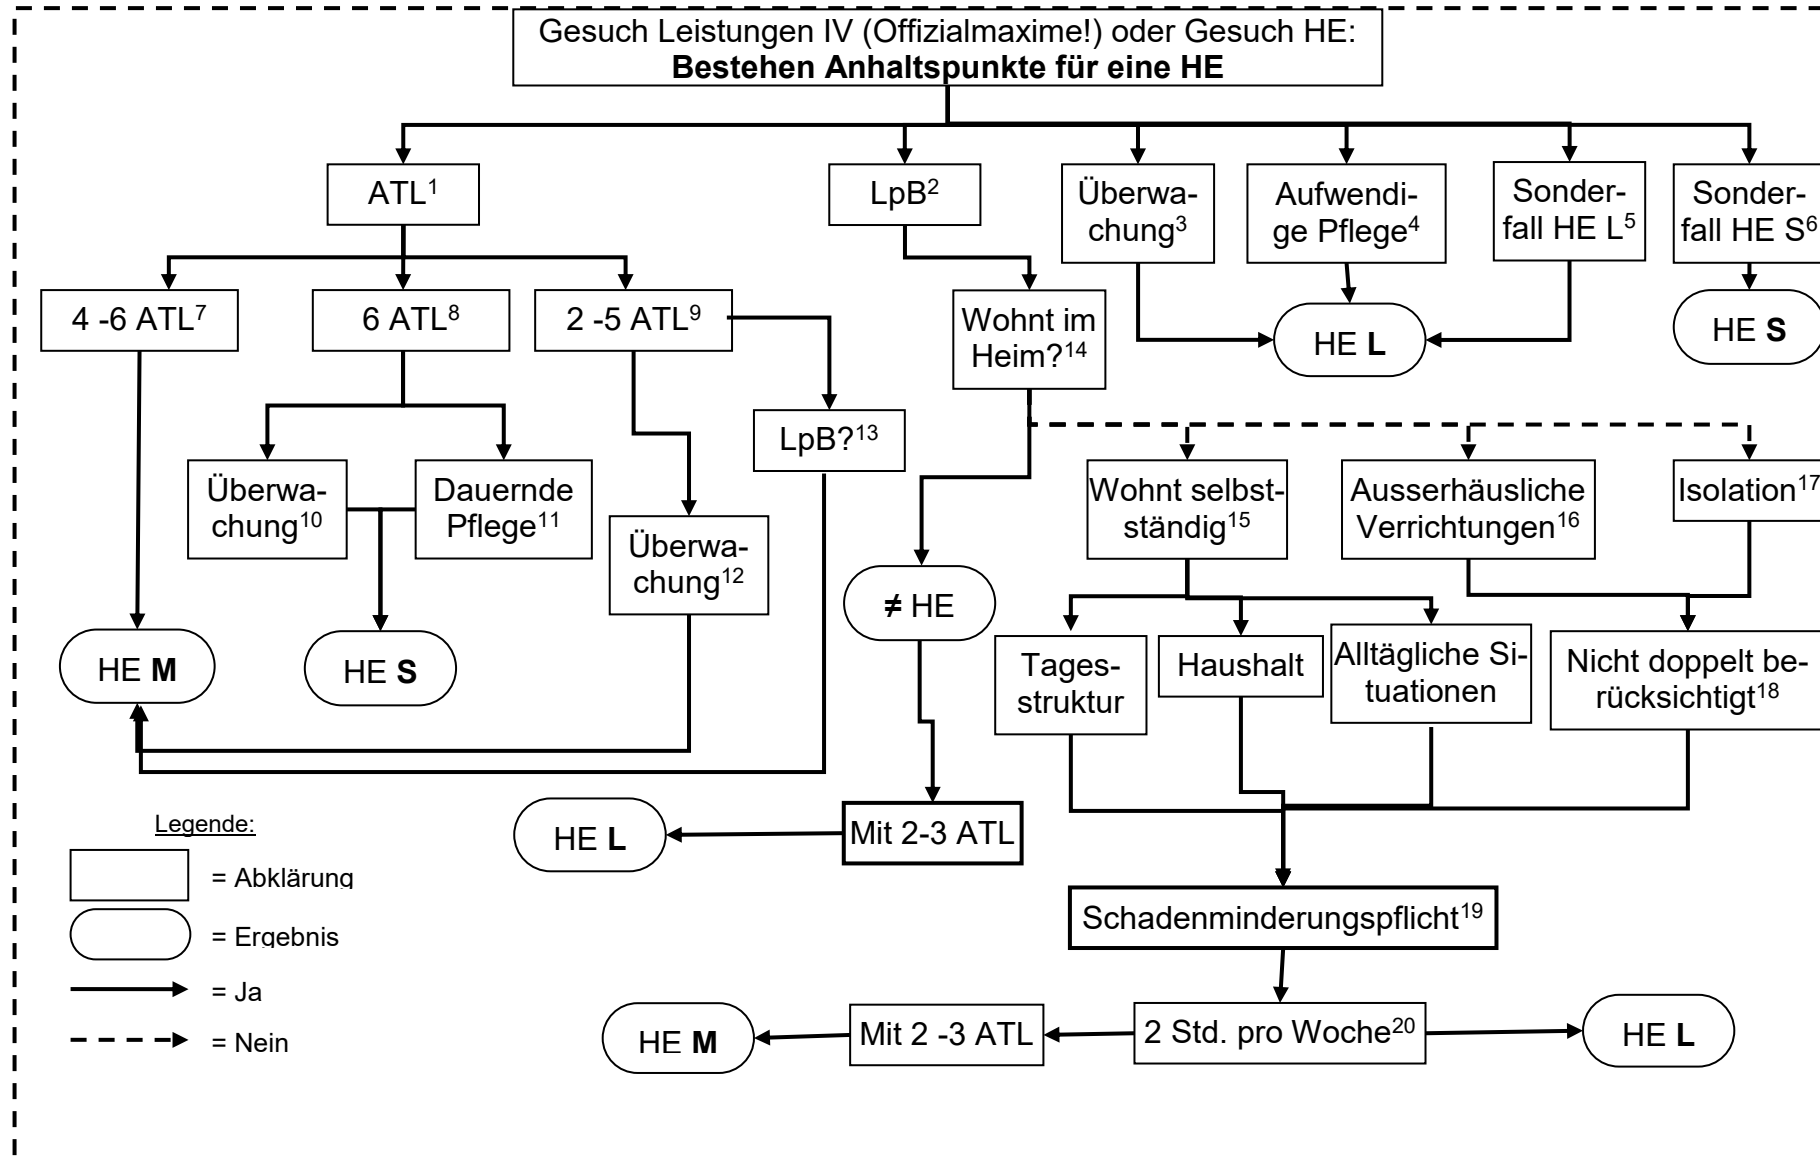 Gesuch Leistungen IV (Offizialmaxime!) oder Gesuch HE:
Bestehen Anhaltspunkte für eine HE
ATL1
LpB2
Überwa-
chung3
Aufwendi-
ge Pflege4
Sonder-
fall HE L5
Sonder-
fall HE S6
4 -6 ATL7
6 ATL8
2 -5 ATL9
Wohnt im
Heim?14
HE L
HE S
LpB?13
Überwa-
chung10
Dauernde
Pflege11
Überwa-
chung12
Wohnt selbst-
ständig15
Ausserhäusliche
Verrichtungen16
Isolation17
≠ HE
HE M
HE S
Tages-
struktur
Haushalt
Alltägliche Si-
tuationen
Nicht doppelt be-
rücksichtigt18
HE L
Mit 2-3 ATL
Legende:
= Abklärung
= Ergebnis
= Ja
= Nein
Schadenminderungspflicht19
HE M
Mit 2 -3 ATL
2 Std. pro Woche20
HE L